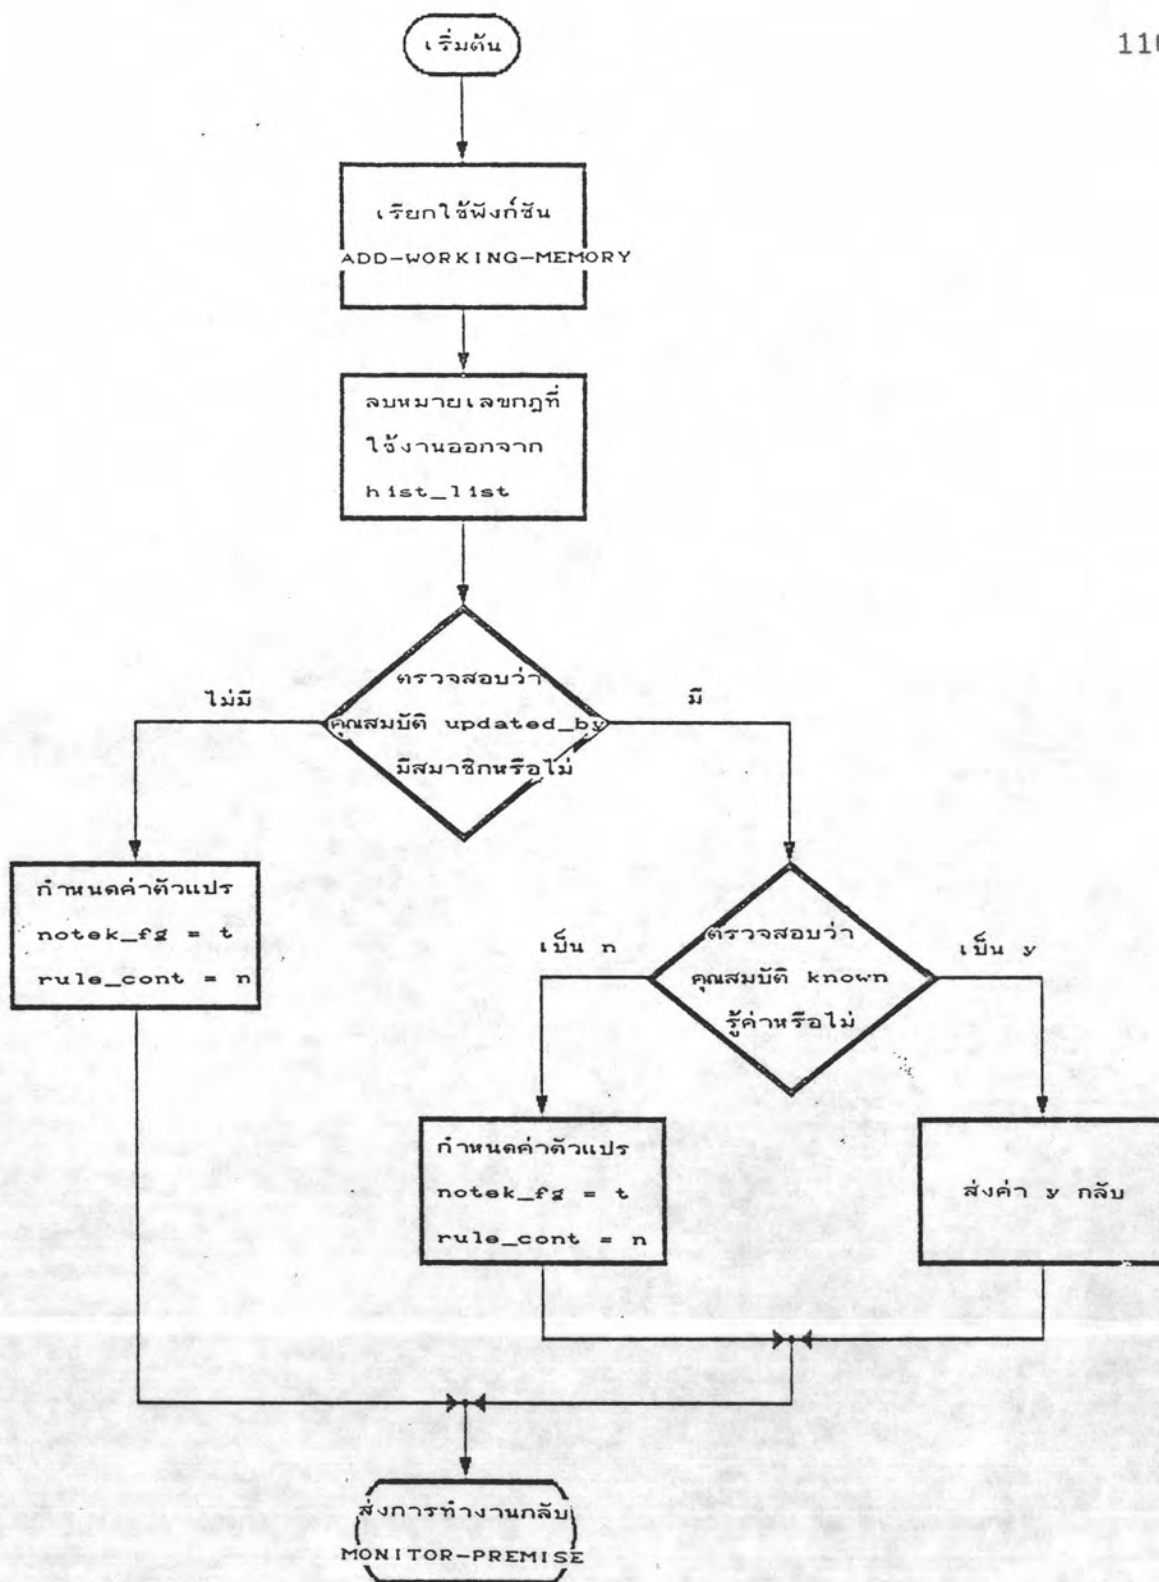 เริ่มต้น
เรียกใช้ฟังก์ชัน
ADD-WORKING-MEMORY
ลบหมายเลขกฎที่
ใช้งานออกจาก
hist_list
ตรวจสอบว่า
คุณสมบัติ updated_by
มีสมาชิกหรือไม่
ไม่มี
มี
กำหนดค่าตัวแปร
notek_fg = t
rule_cont = n
ตรวจสอบว่า
คุณสมบัติ known
รู้ค่าหรือไม่
เป็น n
เป็น y
กำหนดค่าตัวแปร
notek_fg = t
rule_cont = n
ส่งค่า y กลับ
ส่งการทำงานกลับ
MONITOR-PREMISE